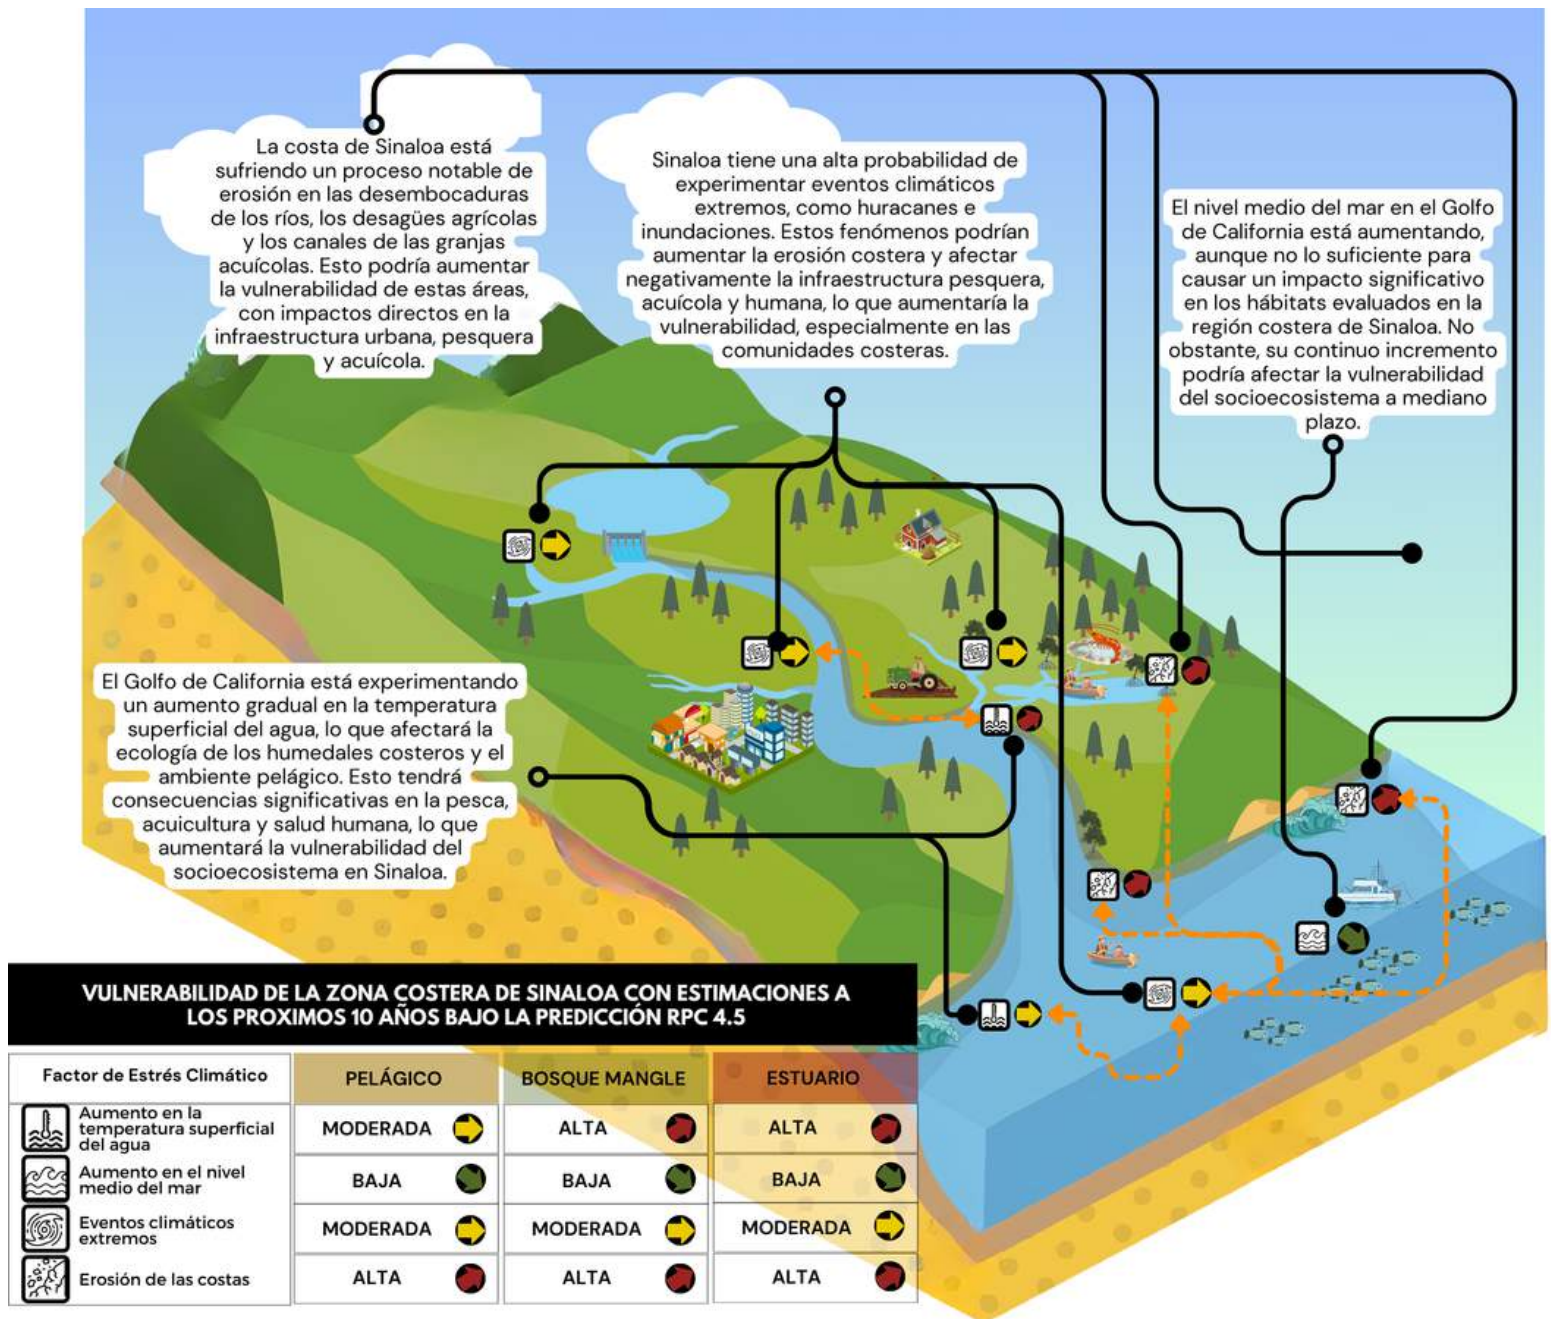 La costa de Sinaloa está
sufriendo un proceso notable de
erosión en las desembocaduras
de los ríos, los desagües agrícolas
y los canales de las granjas
acuícolas. Esto podría aumentar
la vulnerabilidad de estas áreas,
con impactos directos en la
infraestructura urbana, pesquera
y acuícola.
Sinaloa tiene una alta probabilidad de
experimentar eventos climáticos
extremos, como huracanes e
inundaciones. Estos fenómenos podrían
aumentar la erosión costera y afectar
negativamente la infraestructura pesquera,
acuícola y humana, lo que aumentaría la
vulnerabilidad, especialmente en las
comunidades costeras.
El nivel medio del mar en el Golfo
de California está aumentando,
aunque no lo suficiente para
causar un impacto significativo
en los hábitats evaluados en la
región costera de Sinaloa. No
obstante, su continuo incremento
podría afectar la vulnerabilidad
del socioecosistema a mediano
plazo.
El Golfo de California está experimentando
un aumento gradual en la temperatura
superficial del agua, lo que afectará la
ecología de los humedales costeros y el
ambiente pelágico. Esto tendrá
consecuencias significativas en la pesca,
acuicultura y salud humana, lo que
aumentará la vulnerabilidad del
socioecosistema en Sinaloa.
VULNERABILIDAD DE LA ZONA COSTERA DE SINALOA CON ESTIMACIONES A
LOS PROXIMOS 10 AÑOS BAJO LA PREDICCIÓN RPC 4.5
Factor de Estrés Climático PELÁGICO BOSQUE MANGLE ESTUARIO
Aumento en la
temperatura superficial
del agua
MODERADA ALTA ALTA
Aumento en el nivel
medio del mar
BAJA BAJA BAJA
Eventos climáticos
extremos
MODERADA MODERADA MODERADA
Erosión de las costas ALTA ALTA ALTA